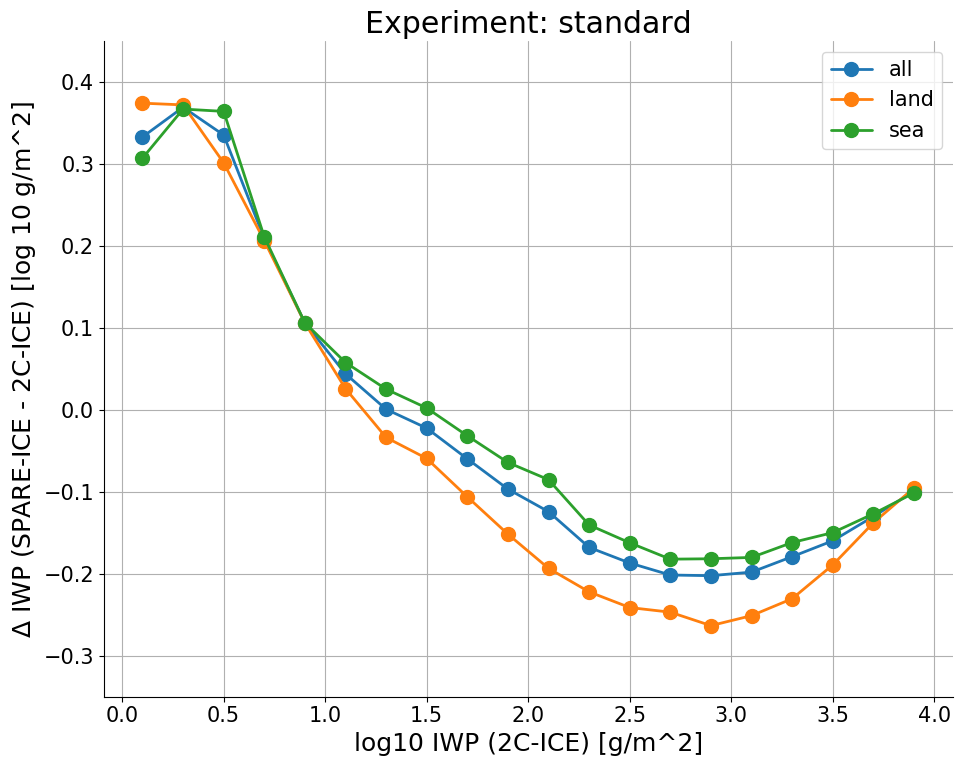 Experiment: standard
all
land
sea
Δ IWP (SPARE-ICE - 2C-ICE) [log 10 g/m^2]
0.4
0.3
0.2
0.1
0.0
−0.1
−0.2
−0.3
0.0 0.5 1.0 1.5 2.0 2.5 3.0 3.5 4.0
log10 IWP (2C-ICE) [g/m^2]